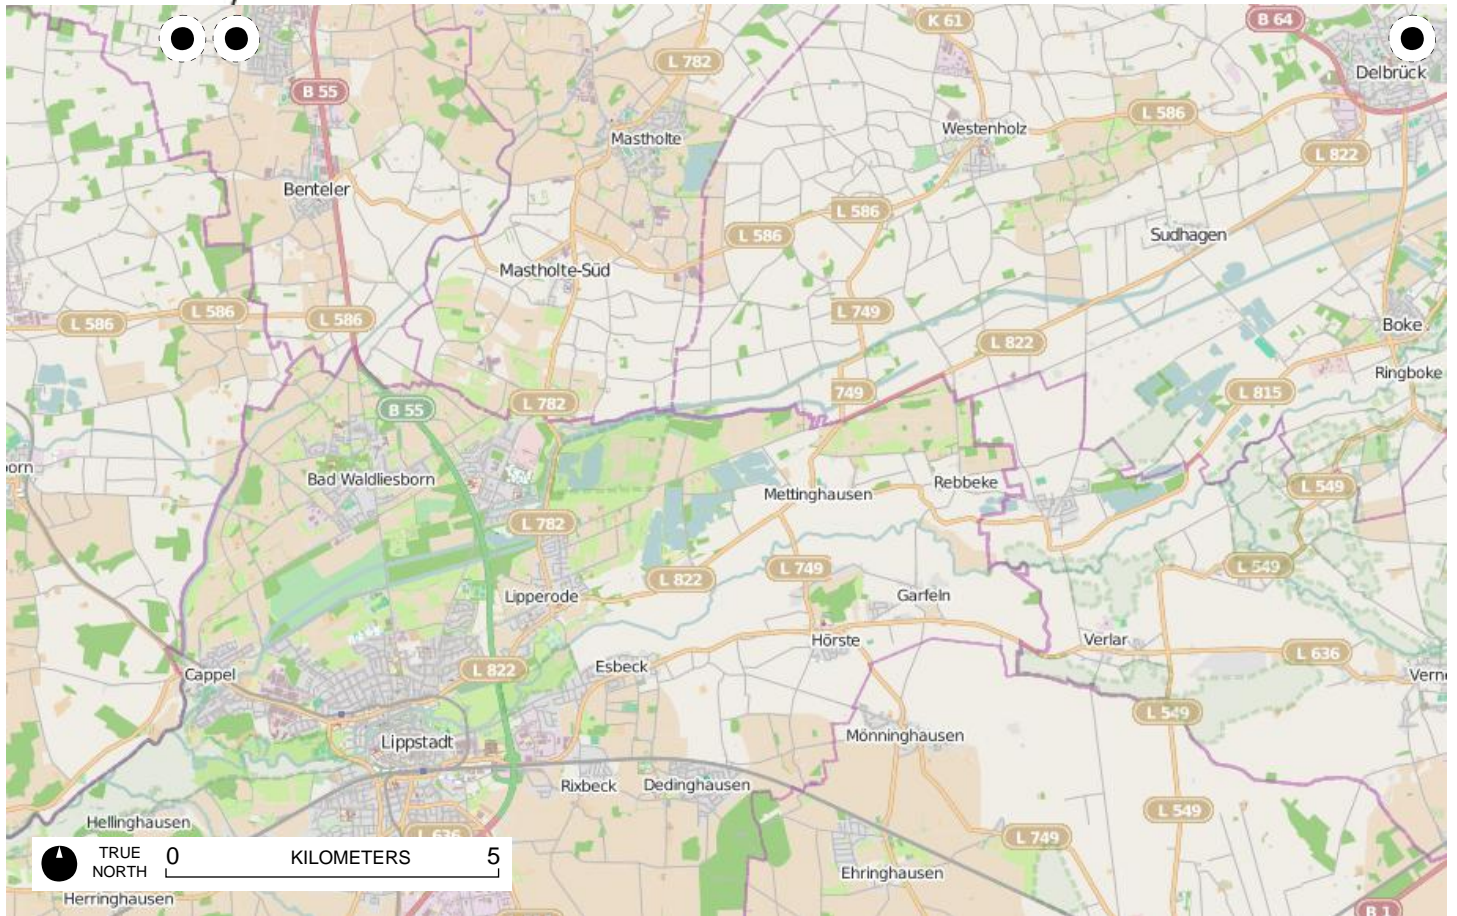 K 61
B 64
L 782
Delbrück
B 55
L 586
Westenholz
Mastholte
L 822
Benteler
L 586
L 586
Sudhagen
Mastholte-Süd
L 586
L 586
L 586
L 749
L 586
Boke
L 822
Ringboke
749
L 815
L 782
B 55
Bad Waldliesborn
Rebbeke
L 549
Mettinghausen
L 782
L 749
L 549
L 822
Lipperode
Garfeln
Hörste
Verlar
L 636
Esbeck
L 822
Cappel
L 549
Mönninghausen
Lippstadt
Rixbeck
Dedinghausen
L 549
Hellinghausen
L 636
L 749
TRUE
NORTH
0 KILOMETERS 5
Ehringhausen
Herringhausen
B 1